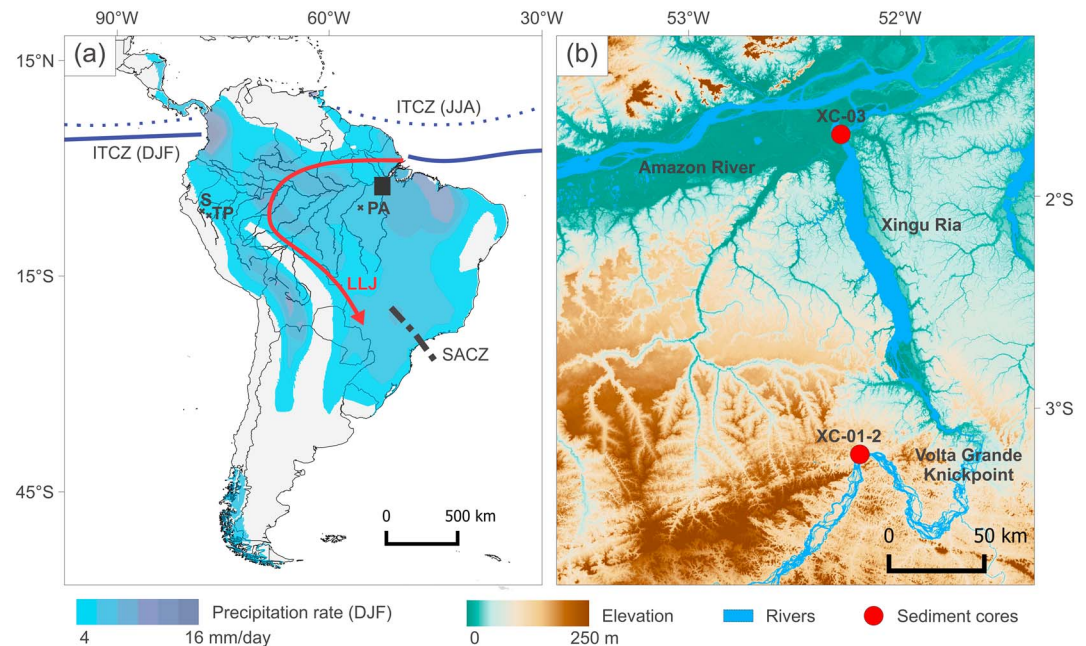 90°W
60°W
30°W
53°W
52°W
(a)
(b)
15°N
ITCZ (JJA)
ITCZ (DJF)
S
TP
PA
15°S
LLJ
SACZ
45°S
0
500 km
XC-03
Amazon River
2°S
Xingu Ria
3°S
XC-01-2
Volta Grande
Knickpoint
0
50 km
Precipitation rate (DJF)
4
16 mm/day
Elevation
0
250 m
Rivers
Sediment cores